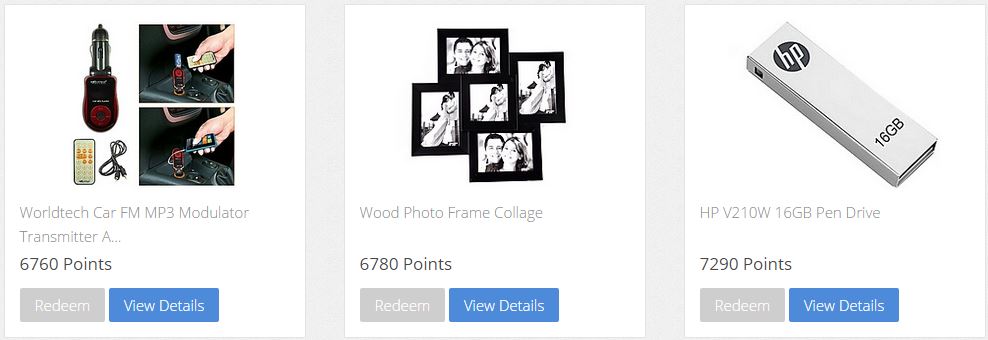 Worldtech Car FM MP3 Modulator
Transmitter A...
6760 Points
Redeem
View Details
Wood Photo Frame Collage
6780 Points
Redeem
View Details
hp
16GB
HP V210W 16GB Pen Drive
7290 Points
Redeem
View Details